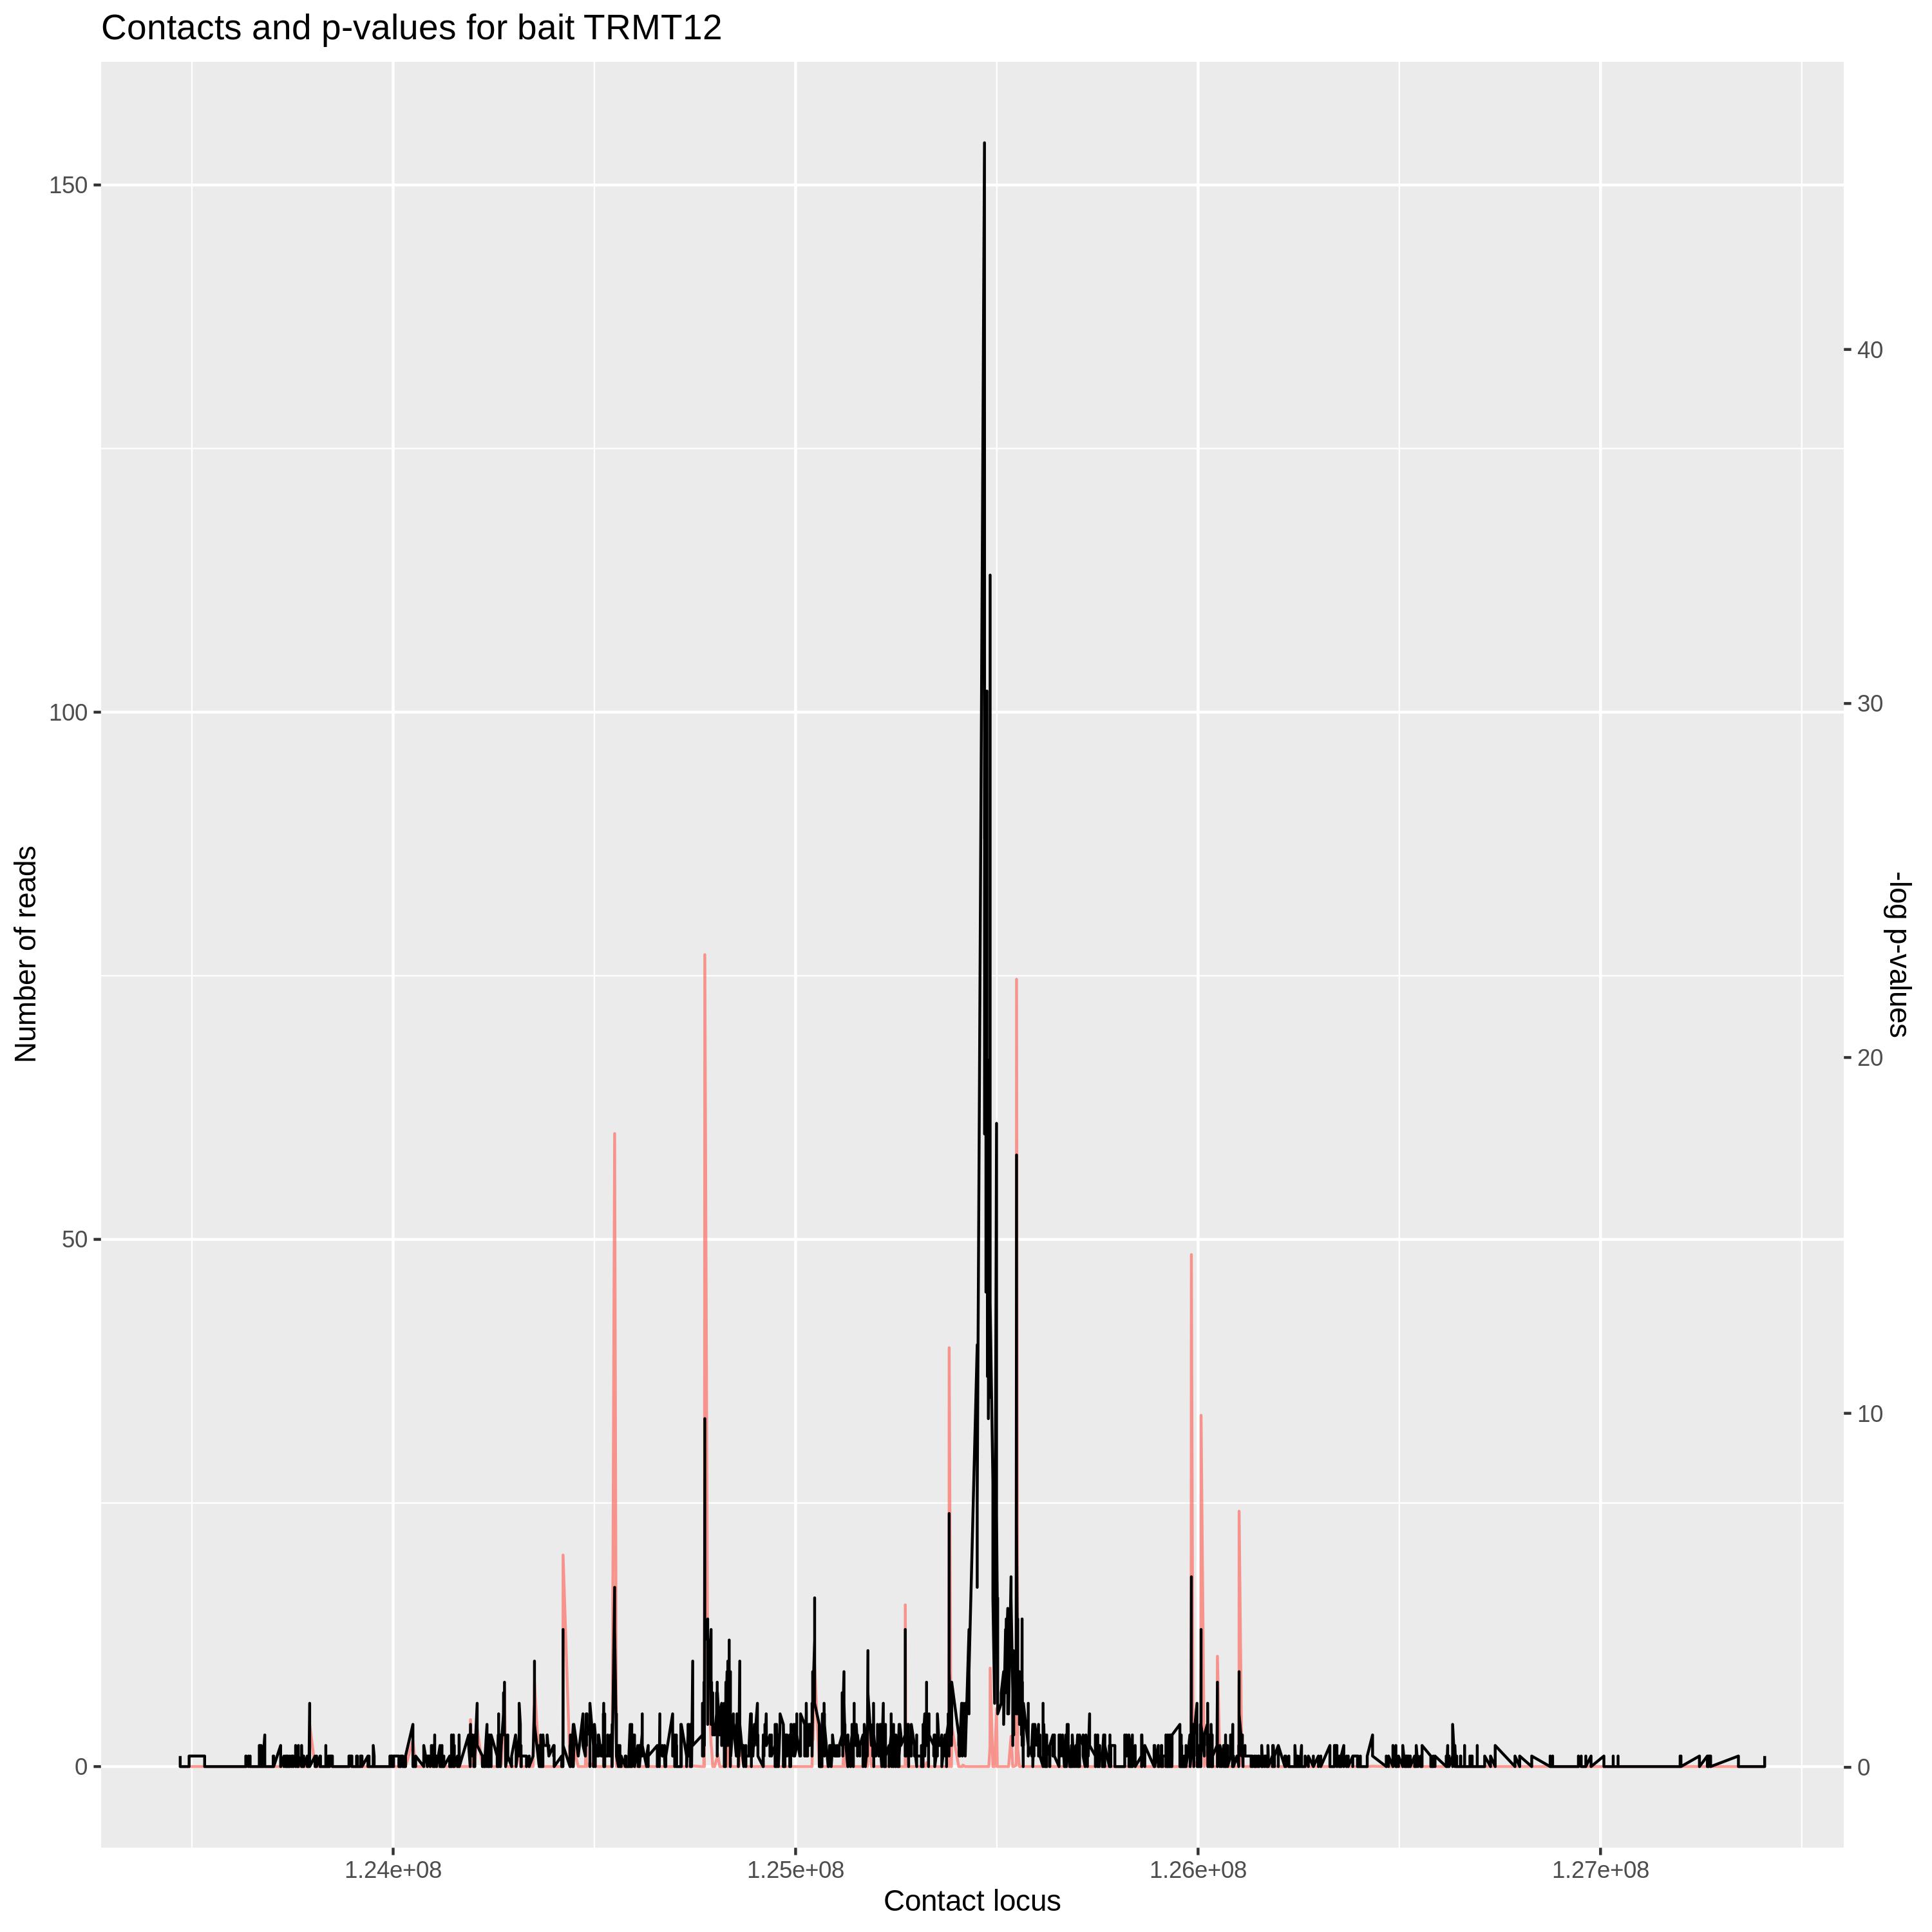 Contacts and p-values for bait TRMT12
150
100
50
0
Number of reads
40
30
20
10
0
-log p-values
1.24e+08 1.25e+08 1.26e+08 1.27e+08
Contact locus